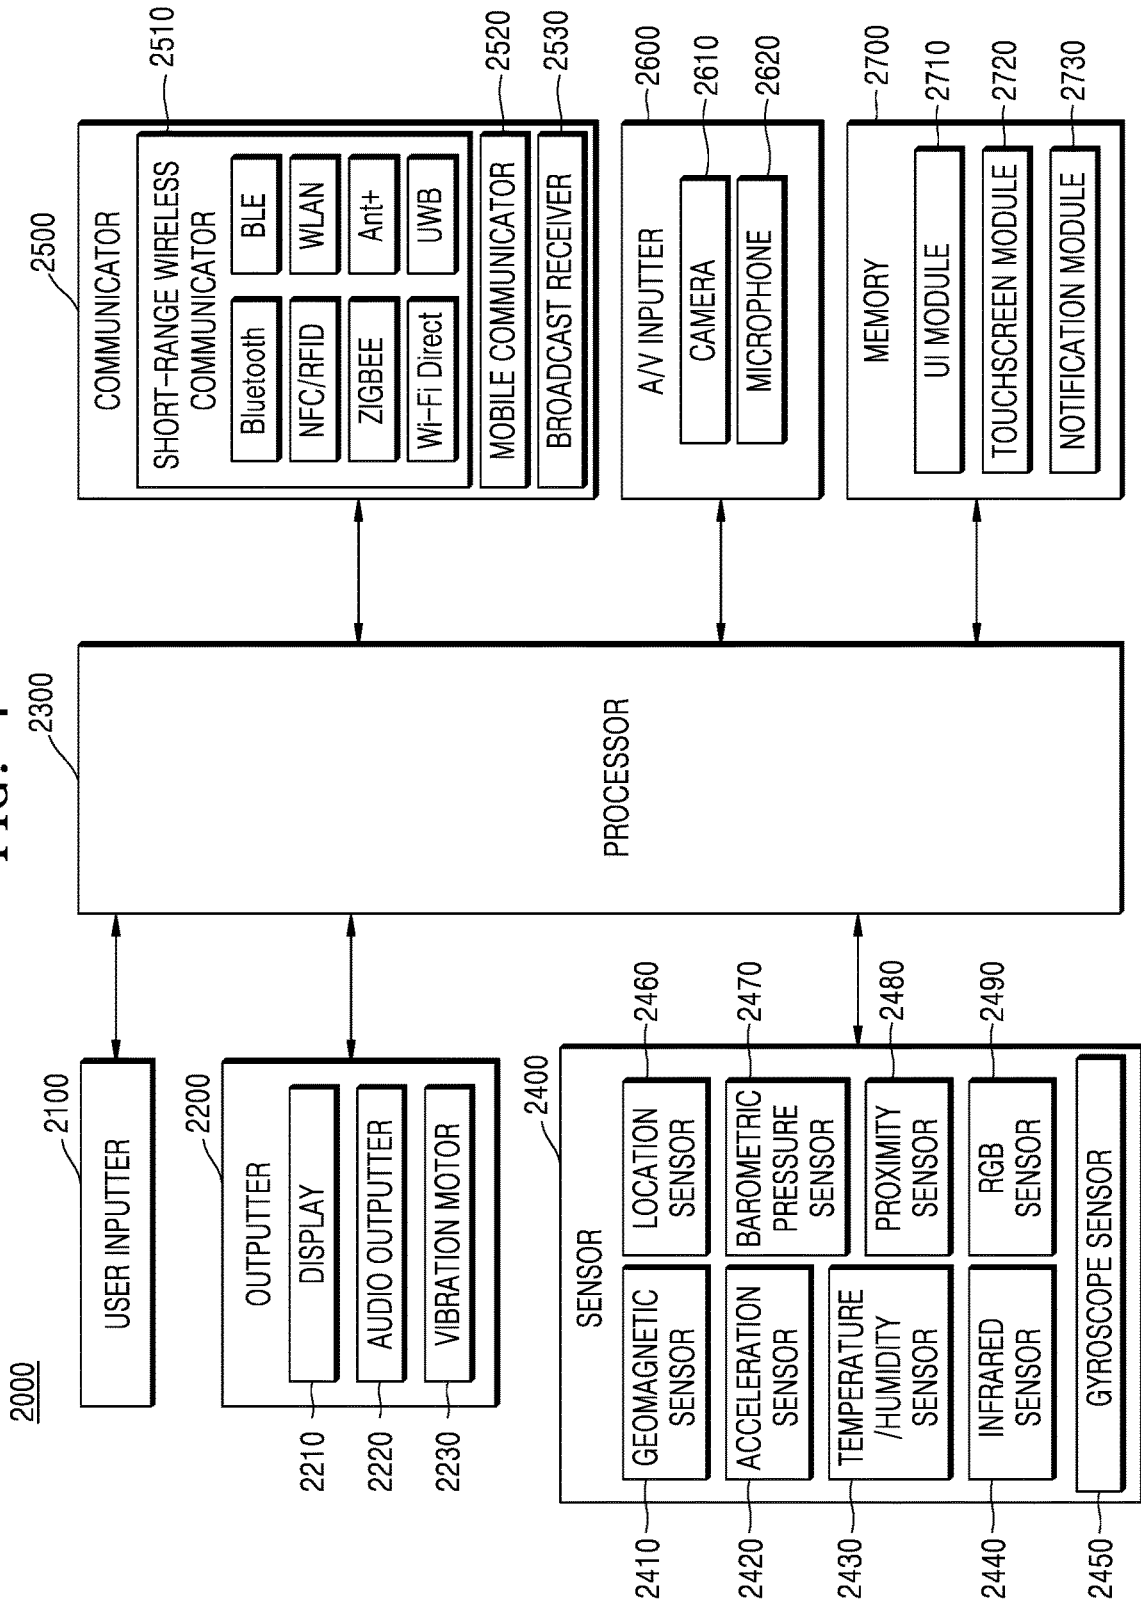 2000
2100
USER INPUTTER
2200
OUTPUTTER
DISPLAY
2210
AUDIO OUTPUTTER
2220
VIBRATION MOTOR
2230
2400
SENSOR
GEOMAGNETIC
SENSOR
2410
LOCATION
SENSOR
2460
ACCELERATION
SENSOR
2420
BAROMETRIC
PRESSURE
SENSOR
2470
TEMPERATURE
/HUMIDITY
SENSOR
2430
PROXIMITY
SENSOR
2480
INFRARED
SENSOR
2440
RGB
SENSOR
2490
GYROSCOPE SENSOR
2450
2300
PROCESSOR
2500
COMMUNICATOR
2510
SHORT-RANGE WIRELESS
COMMUNICATOR
Bluetooth
BLE
NFC/RFID
WLAN
ZIGBEE
Ant+
Wi-Fi Direct
UWB
MOBILE COMMUNICATOR
2520
BROADCAST RECEIVER
2530
2600
A/V INPUTTER
CAMERA
2610
MICROPHONE
2620
2700
MEMORY
UI MODULE
2710
TOUCHSCREEN MODULE
2720
NOTIFICATION MODULE
2730